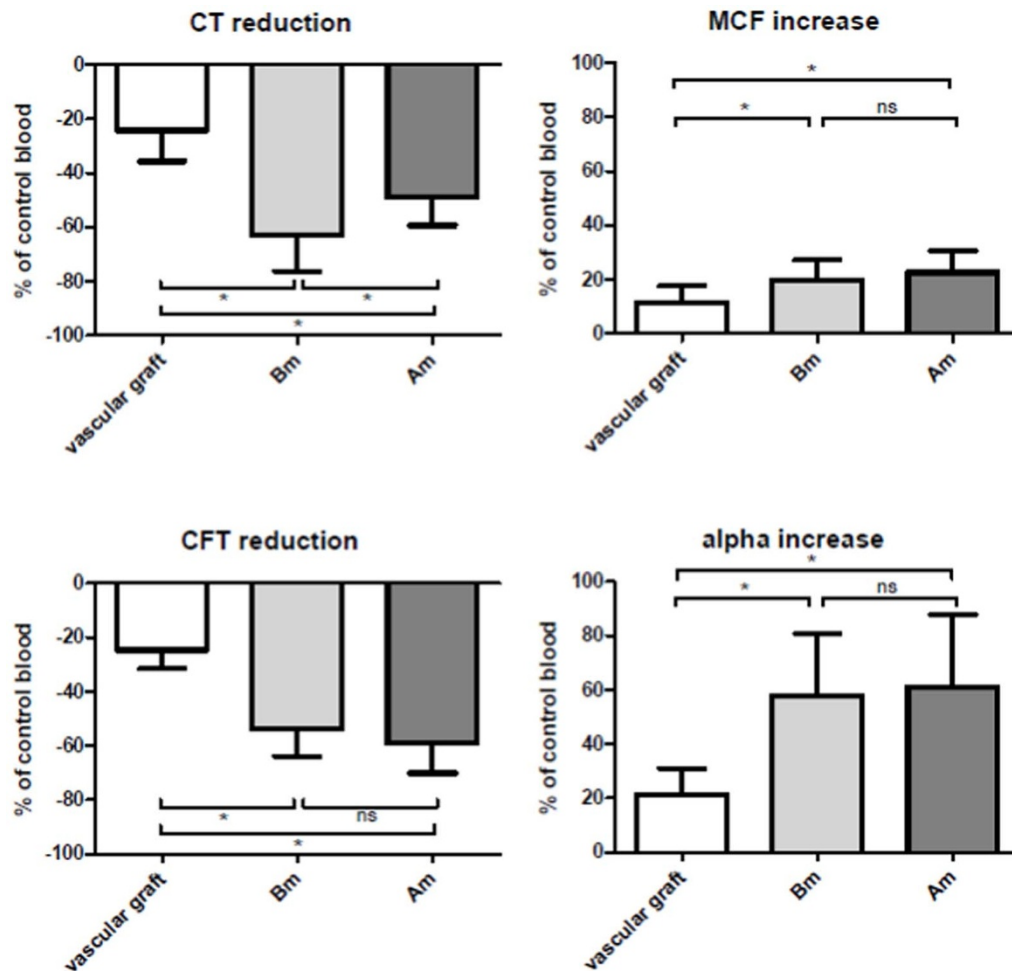 CT reduction
% of control blood
0
-20
-40
-60
-80
-100
* *
*
vascular graft
Bm
Am
MCF increase
% of control blood
100
80
60
40
20
0
*
* ns
vascular graft
Bm
Am
CFT reduction
% of control blood
0
-20
-40
-60
-80
-100
* ns
*
vascular graft
Bm
Am
alpha increase
% of control blood
100
80
60
40
20
0
*
* ns
vascular graft
Bm
Am